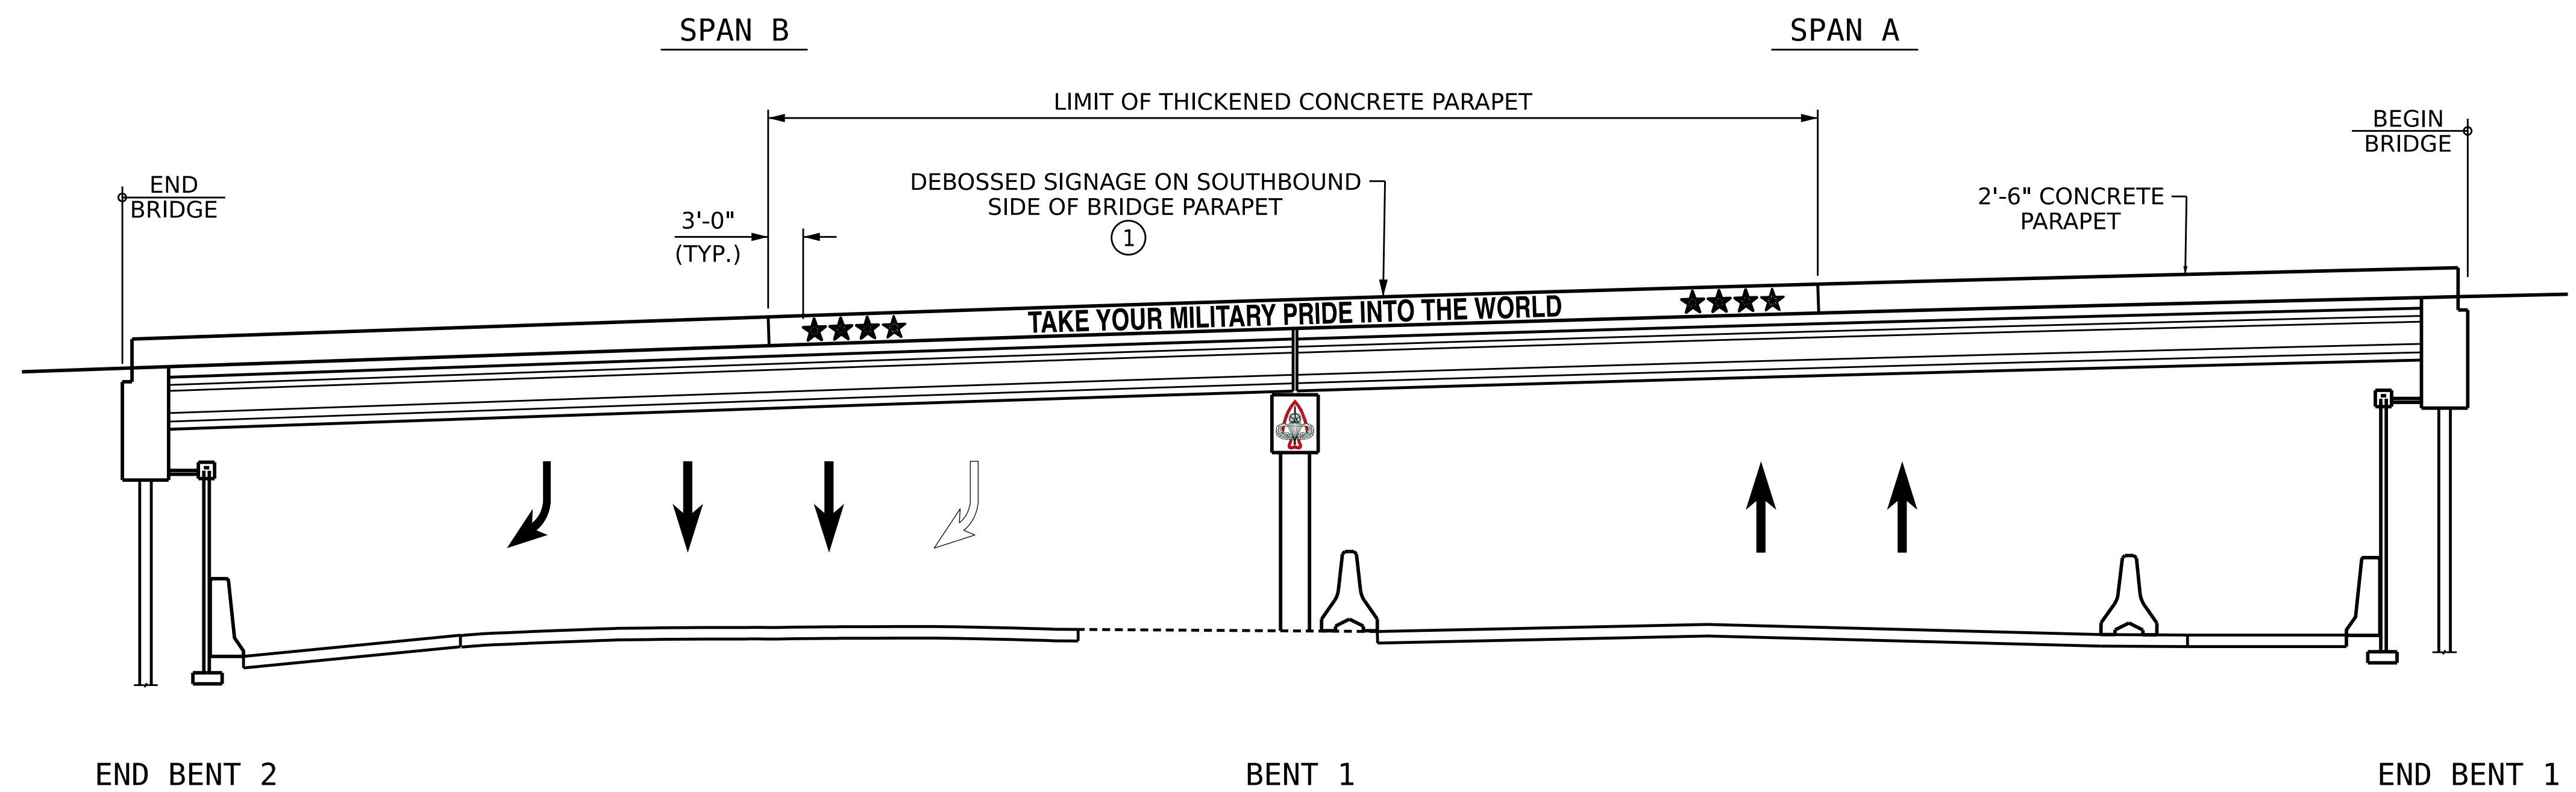 SPAN B
SPAN A
LIMIT OF THICKENED CONCRETE PARAPET
BEGIN
BRIDGE
END
BRIDGE
DEBOSSED SIGNAGE ON SOUTHBOUND
SIDE OF BRIDGE PARAPET
1
3'-0"
(TYP.)
2'-6" CONCRETE
PARAPET
TAKE YOUR MILITARY PRIDE INTO THE WORLD
END BENT 2
BENT 1
END BENT 1